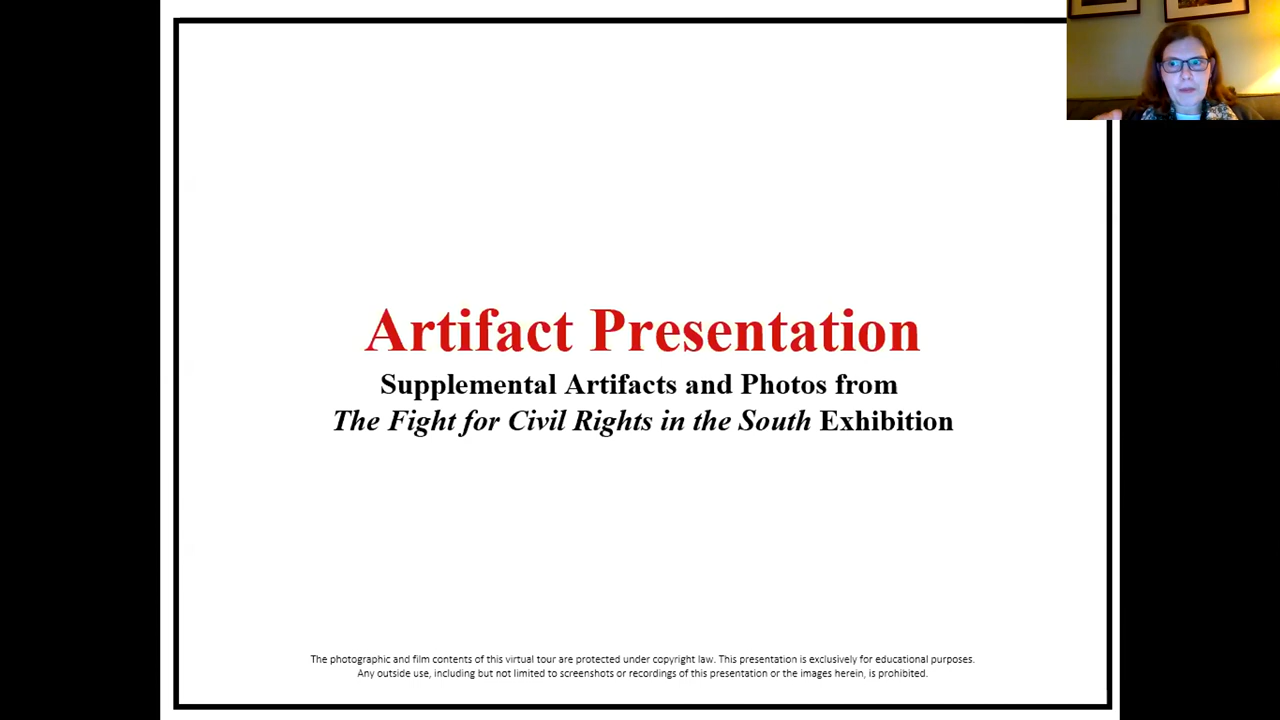 Artifact Presentation
Supplemental Artifacts and Photos from
The Fight for Civil Rights in the South Exhibition
The photographic and film contents of this virtual tour are protected under copyright law. This presentation is exclusively for educational purposes.
Any outside use, including but not limited to screenshots or recordings of this presentation or the images herein, is prohibited.